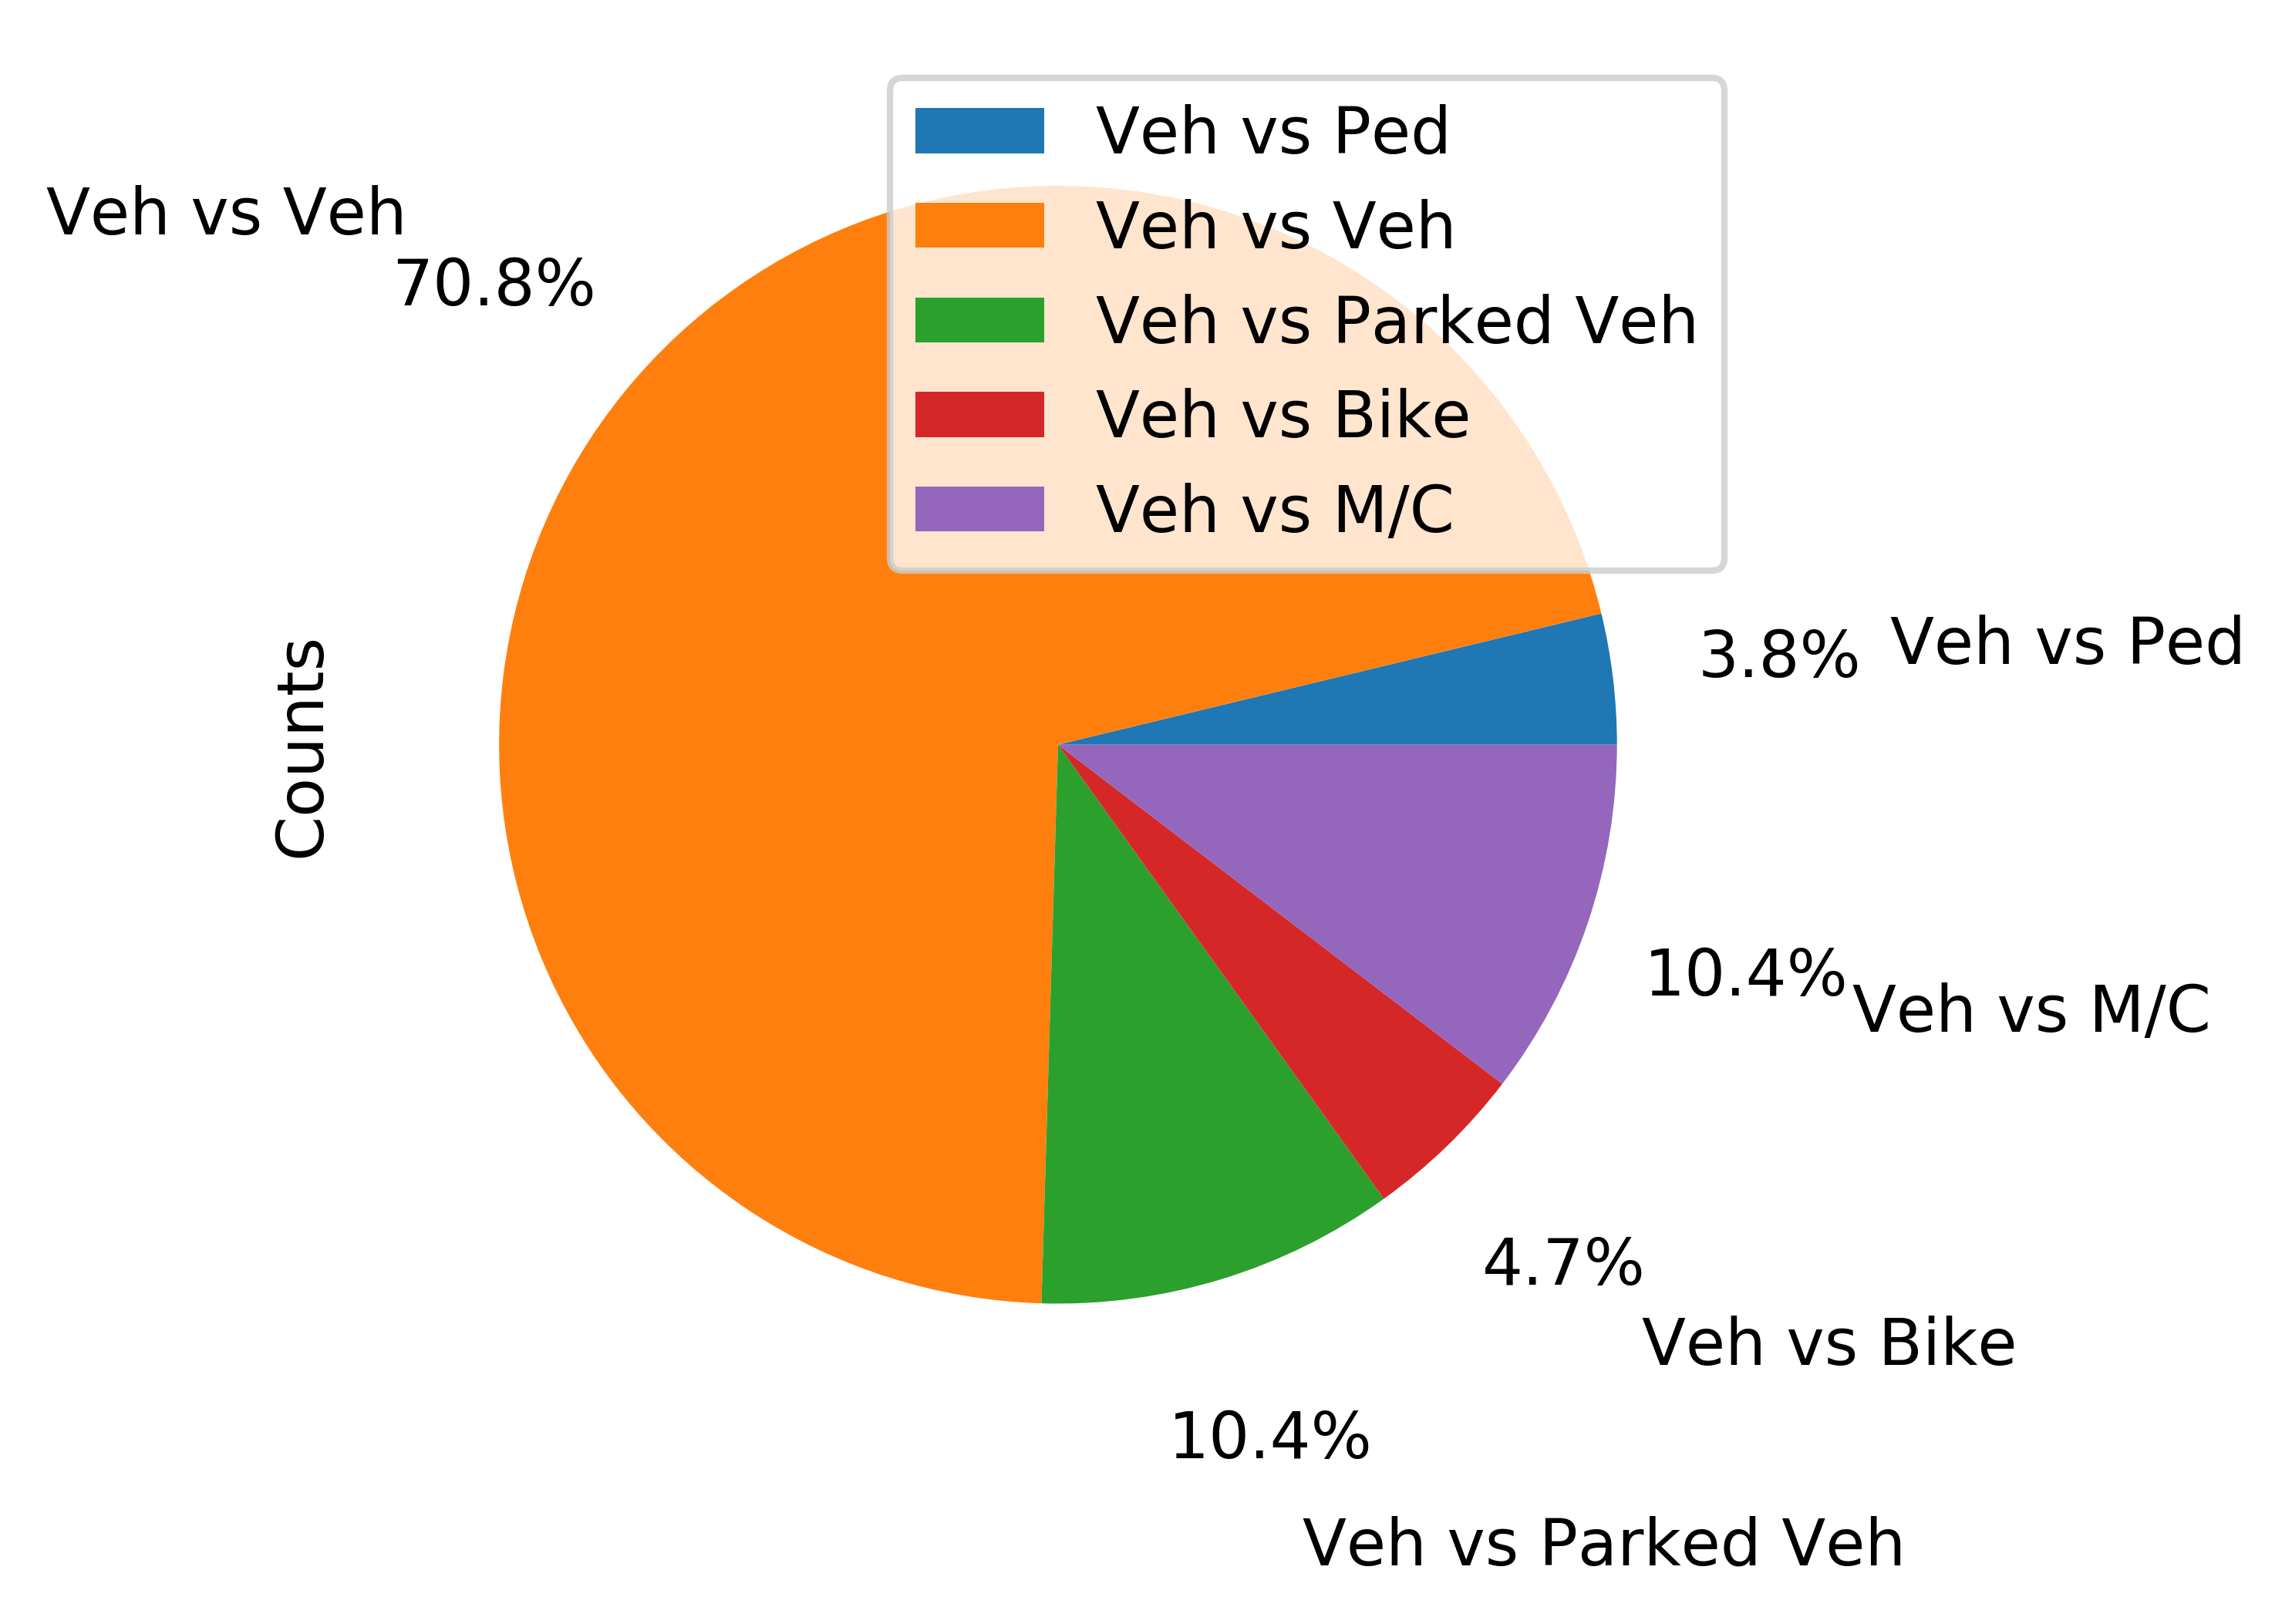 Veh vs Ped
Veh vs Veh
Veh vs Parked Veh
Veh vs Bike
Veh vs M/C
Veh vs Veh
70.8%
3.8%
Veh vs Ped
Counts
10.4%
Veh vs M/C
4.7%
Veh vs Bike
10.4%
Veh vs Parked Veh